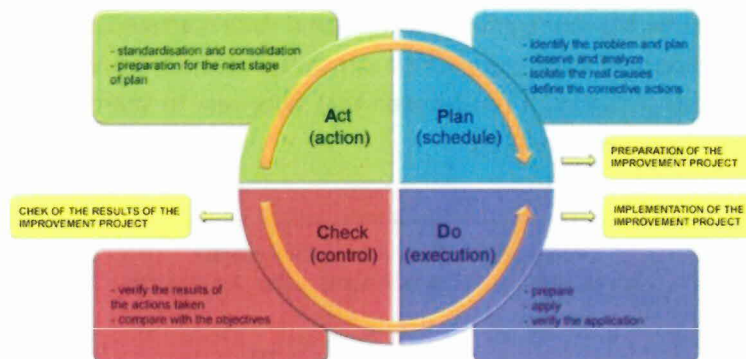 - standardisation and consolidation
- preparation for the next stage
of plan
- identify the problem and plan
- observe and analyze
- isolate the real causes
- define the corrective actions
Act
(action)
Plan
(schedule)
PREPARATION OF THE
IMPROVEMENT PROJECT
CHEK OF THE RESULTS OF THE
IMPROVEMENT PROJECT
Check
(control)
Do
(execution)
IMPLEMENTATION OF THE
IMPROVEMENT PROJECT
- verify the results of
the actions taken
- compare with the objectives
- prepare
- apply
- verify the application